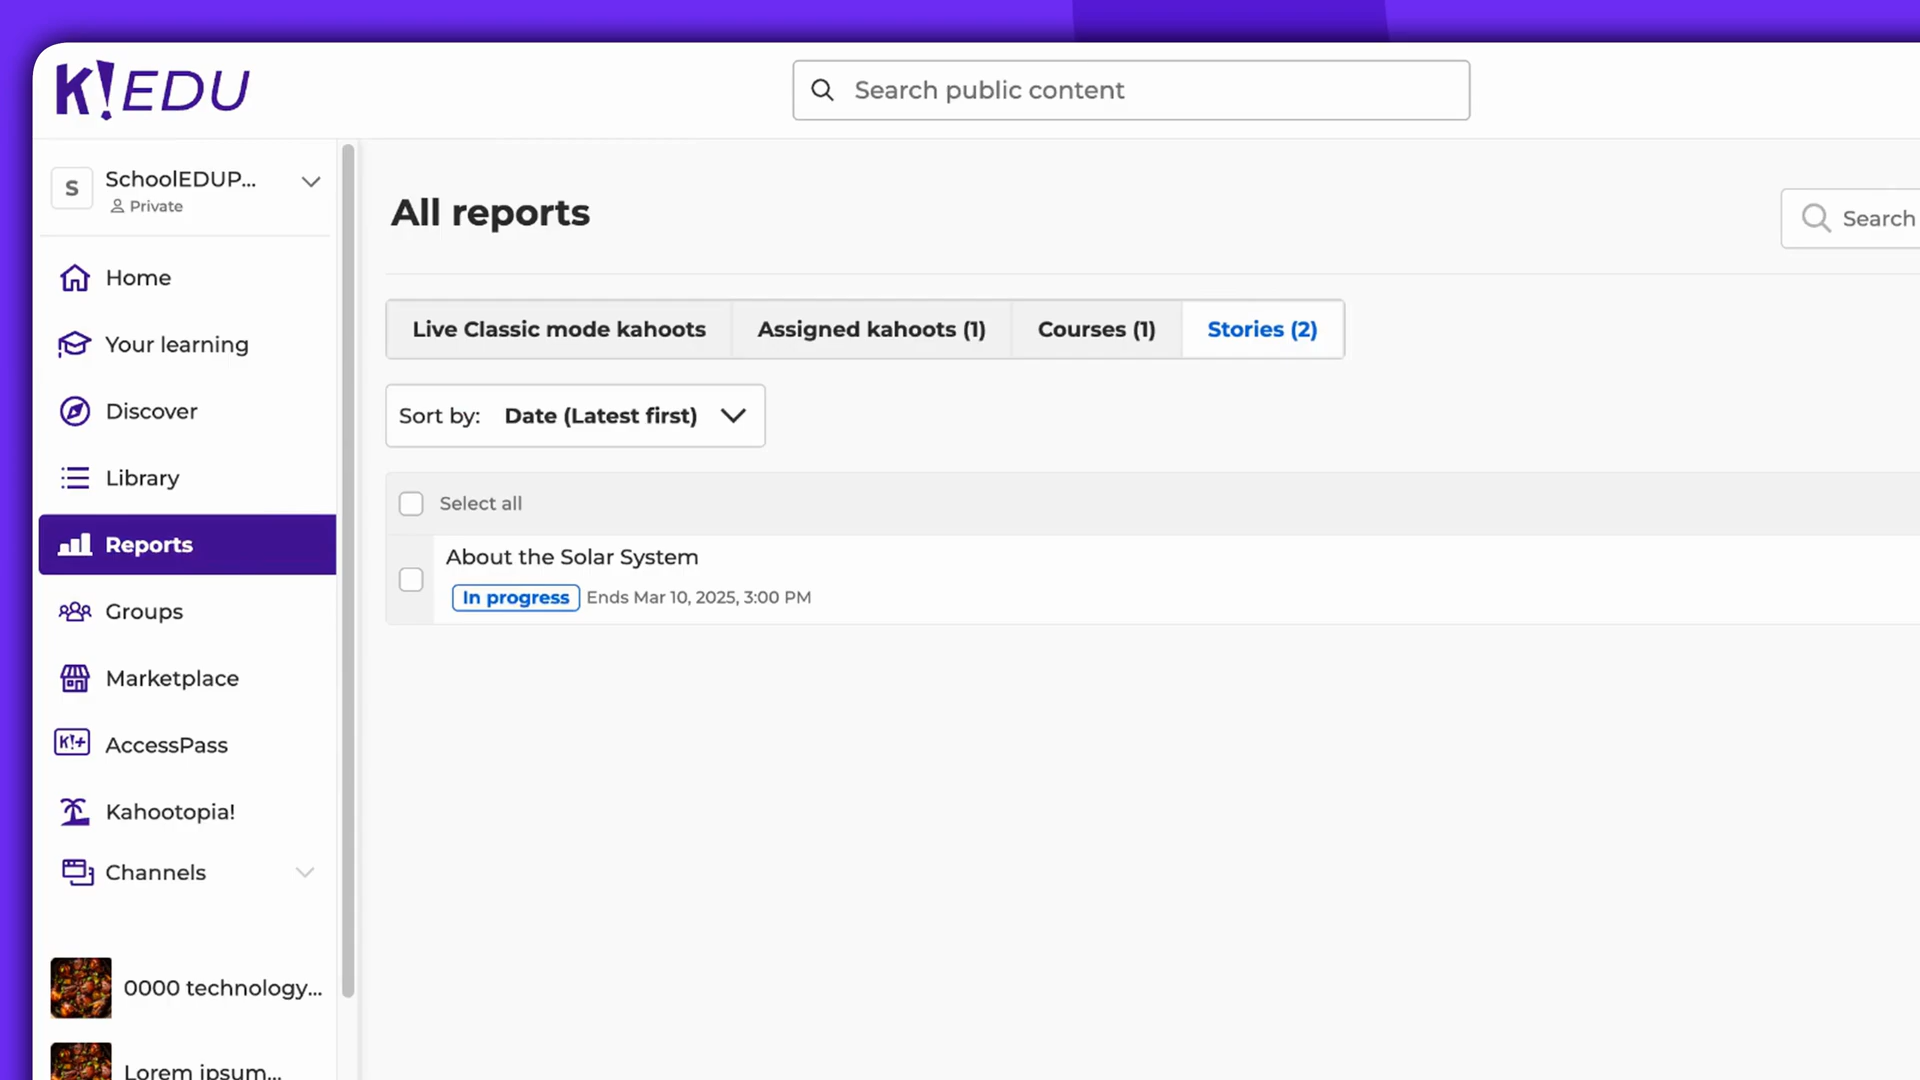 K!EDU
Search public content
S
SchoolEDUP...
Private
Home
Your learning
Discover
Library
Reports
Groups
Marketplace
K!+
AccessPass
Kahootopia!
Channels
0000 technology...
Lorem ipsum...
All reports
Search
Live Classic mode kahoots
Assigned kahoots (1)
Courses (1)
Stories (2)
Sort by: Date (Latest first)
Select all
About the Solar System
In progress Ends Mar 10, 2025, 3:00 PM